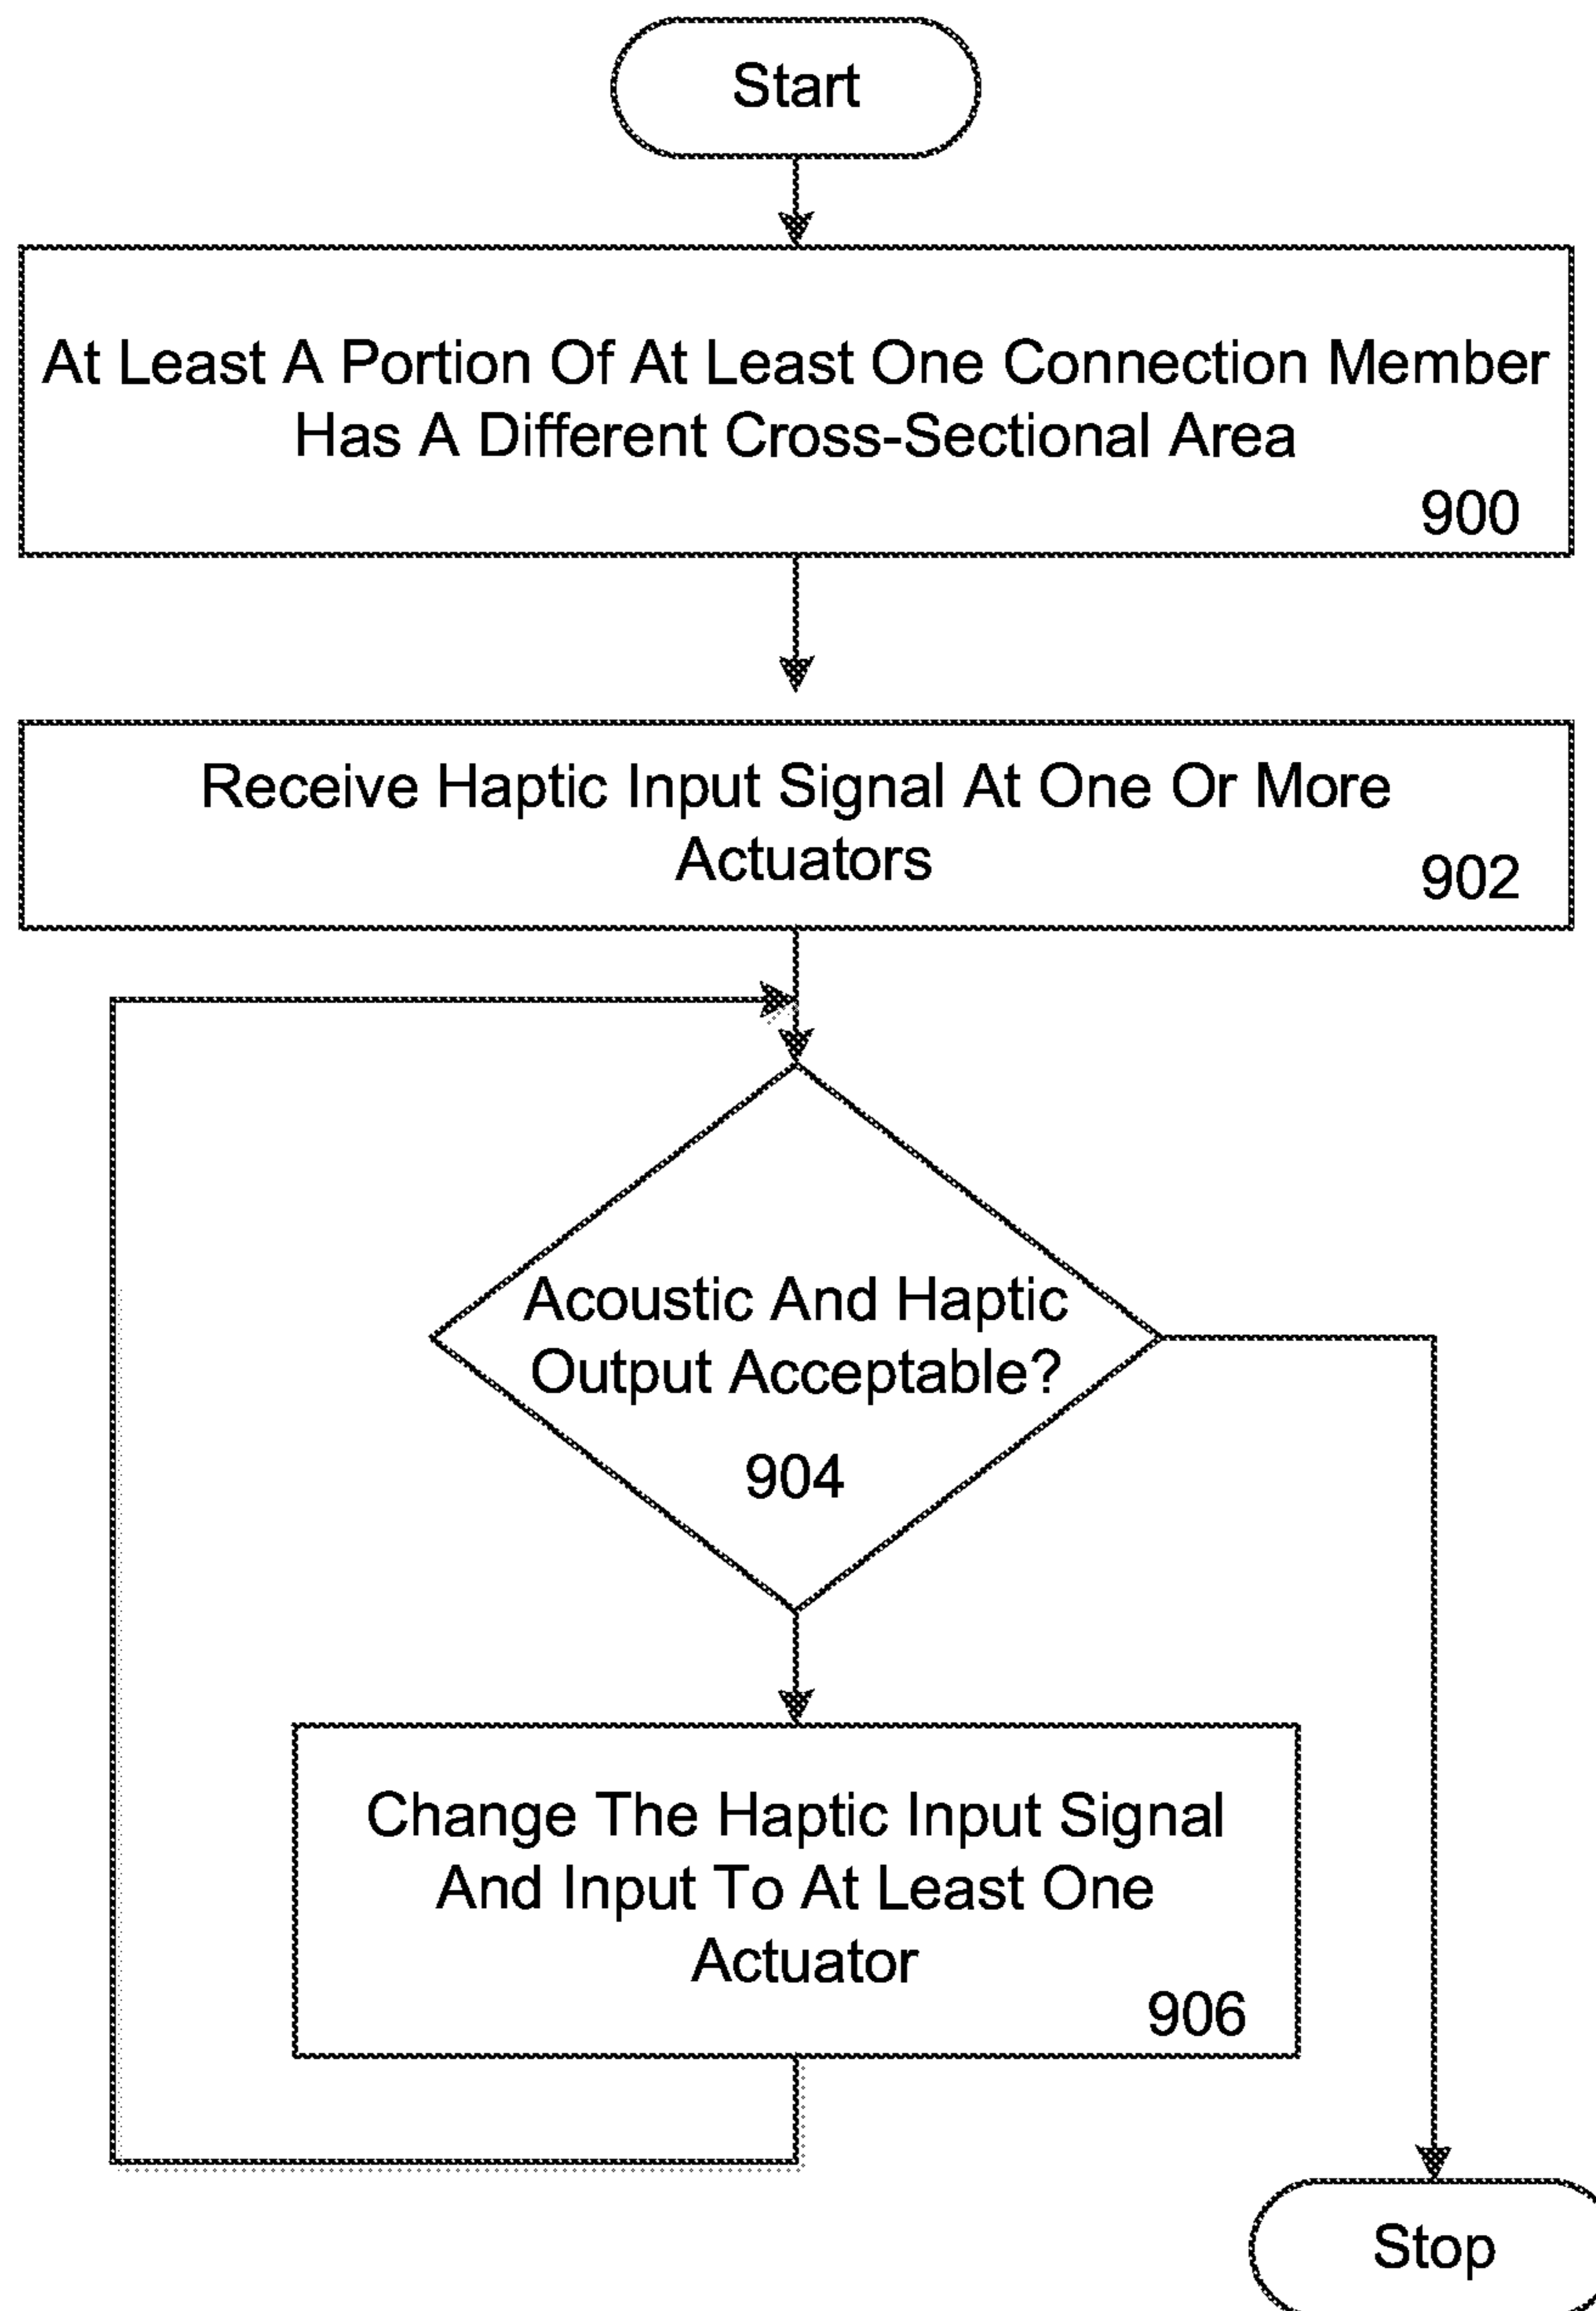 Start
At Least A Portion Of At Least One Connection Member
Has A Different Cross-Sectional Area
900
Receive Haptic Input Signal At One Or More
Actuators
902
Acoustic And Haptic
Output Acceptable?
904
Change The Haptic Input Signal
And Input To At Least One
Actuator
906
Stop